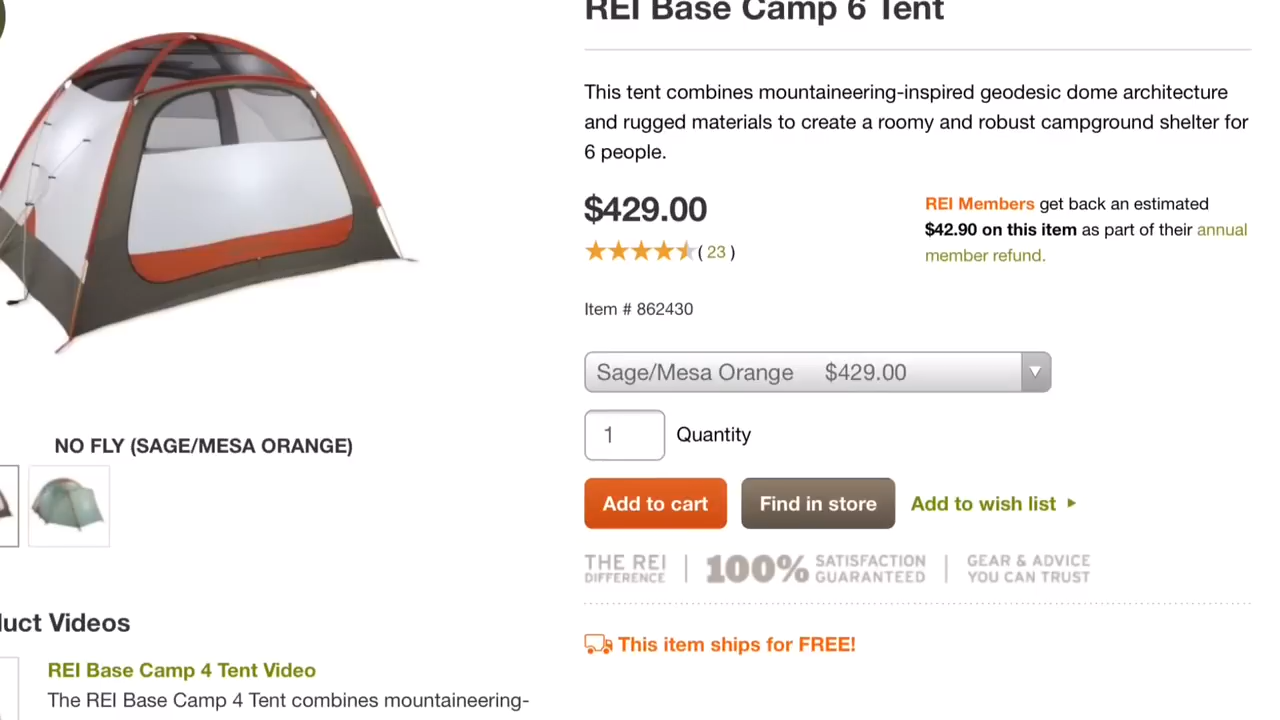 REI Base Camp 6 Tent
This tent combines mountaineering-inspired geodesic dome architecture
and rugged materials to create a roomy and robust campground shelter for
6 people.
$429.00
( 23 )
REI Members get back an estimated
$42.90 on this item as part of their annual
member refund.
Item # 862430
Sage/Mesa Orange $429.00
1 Quantity
Add to cart Find in store Add to wish list
THE REI
DIFFERENCE
100% SATISFACTION
GUARANTEED
GEAR & ADVICE
YOU CAN TRUST
This item ships for FREE!
NO FLY (SAGE/MESA ORANGE)
uct Videos
REI Base Camp 4 Tent Video
The REI Base Camp 4 Tent combines mountaineering-